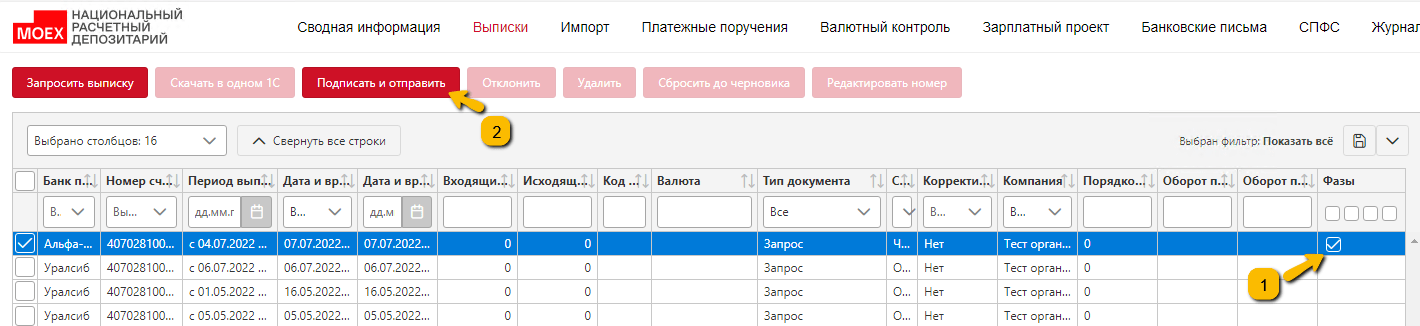 MOEX НАЦИОНАЛЬНЫЙ РАСЧЕТНЫЙ ДЕПОЗИТАРИЙ
Сводная информация Выписки Импорт Платежные поручения Валютный контроль Зарплатный проект Банковские письма СПФС Журнал
Запросить выписку Скачать в одном 1С Подписать и отправить Отклонить Удалить Сбросить до черновика Редактировать номер
2
Выбрано столбцов: 16 Свернуть все строки Выбран фильтр: Показать всё
Банк п... Номер сч... Период вып... Дата и вр... Дата и вр... Входящи... Исходящ... Код ... Валюта Тип документа С... Корректи... Компания Порядко... Оборот п... Оборот п... Фазы
В.. Вы... дд.мм.г В... дд.м Все В... В...
Альфа-... 407028100... с 04.07.2022 ... 07.07.2022... 07.07.2022... 0 0 Запрос Ч... Нет Тест орган... 0
Уралсиб 407028100... с 06.07.2022 ... 06.07.2022... 06.07.2022... 0 0 Запрос О... Нет Тест орган... 0
1
Уралсиб 407028100... с 01.05.2022 ... 16.05.2022... 16.05.2022... 0 0 Запрос О... Нет Тест орган... 0
Уралсиб 407028100... с 05.05.2022 ... 05.05.2022... 05.05.2022... 0 0 Запрос О... Нет Тест орган... 0